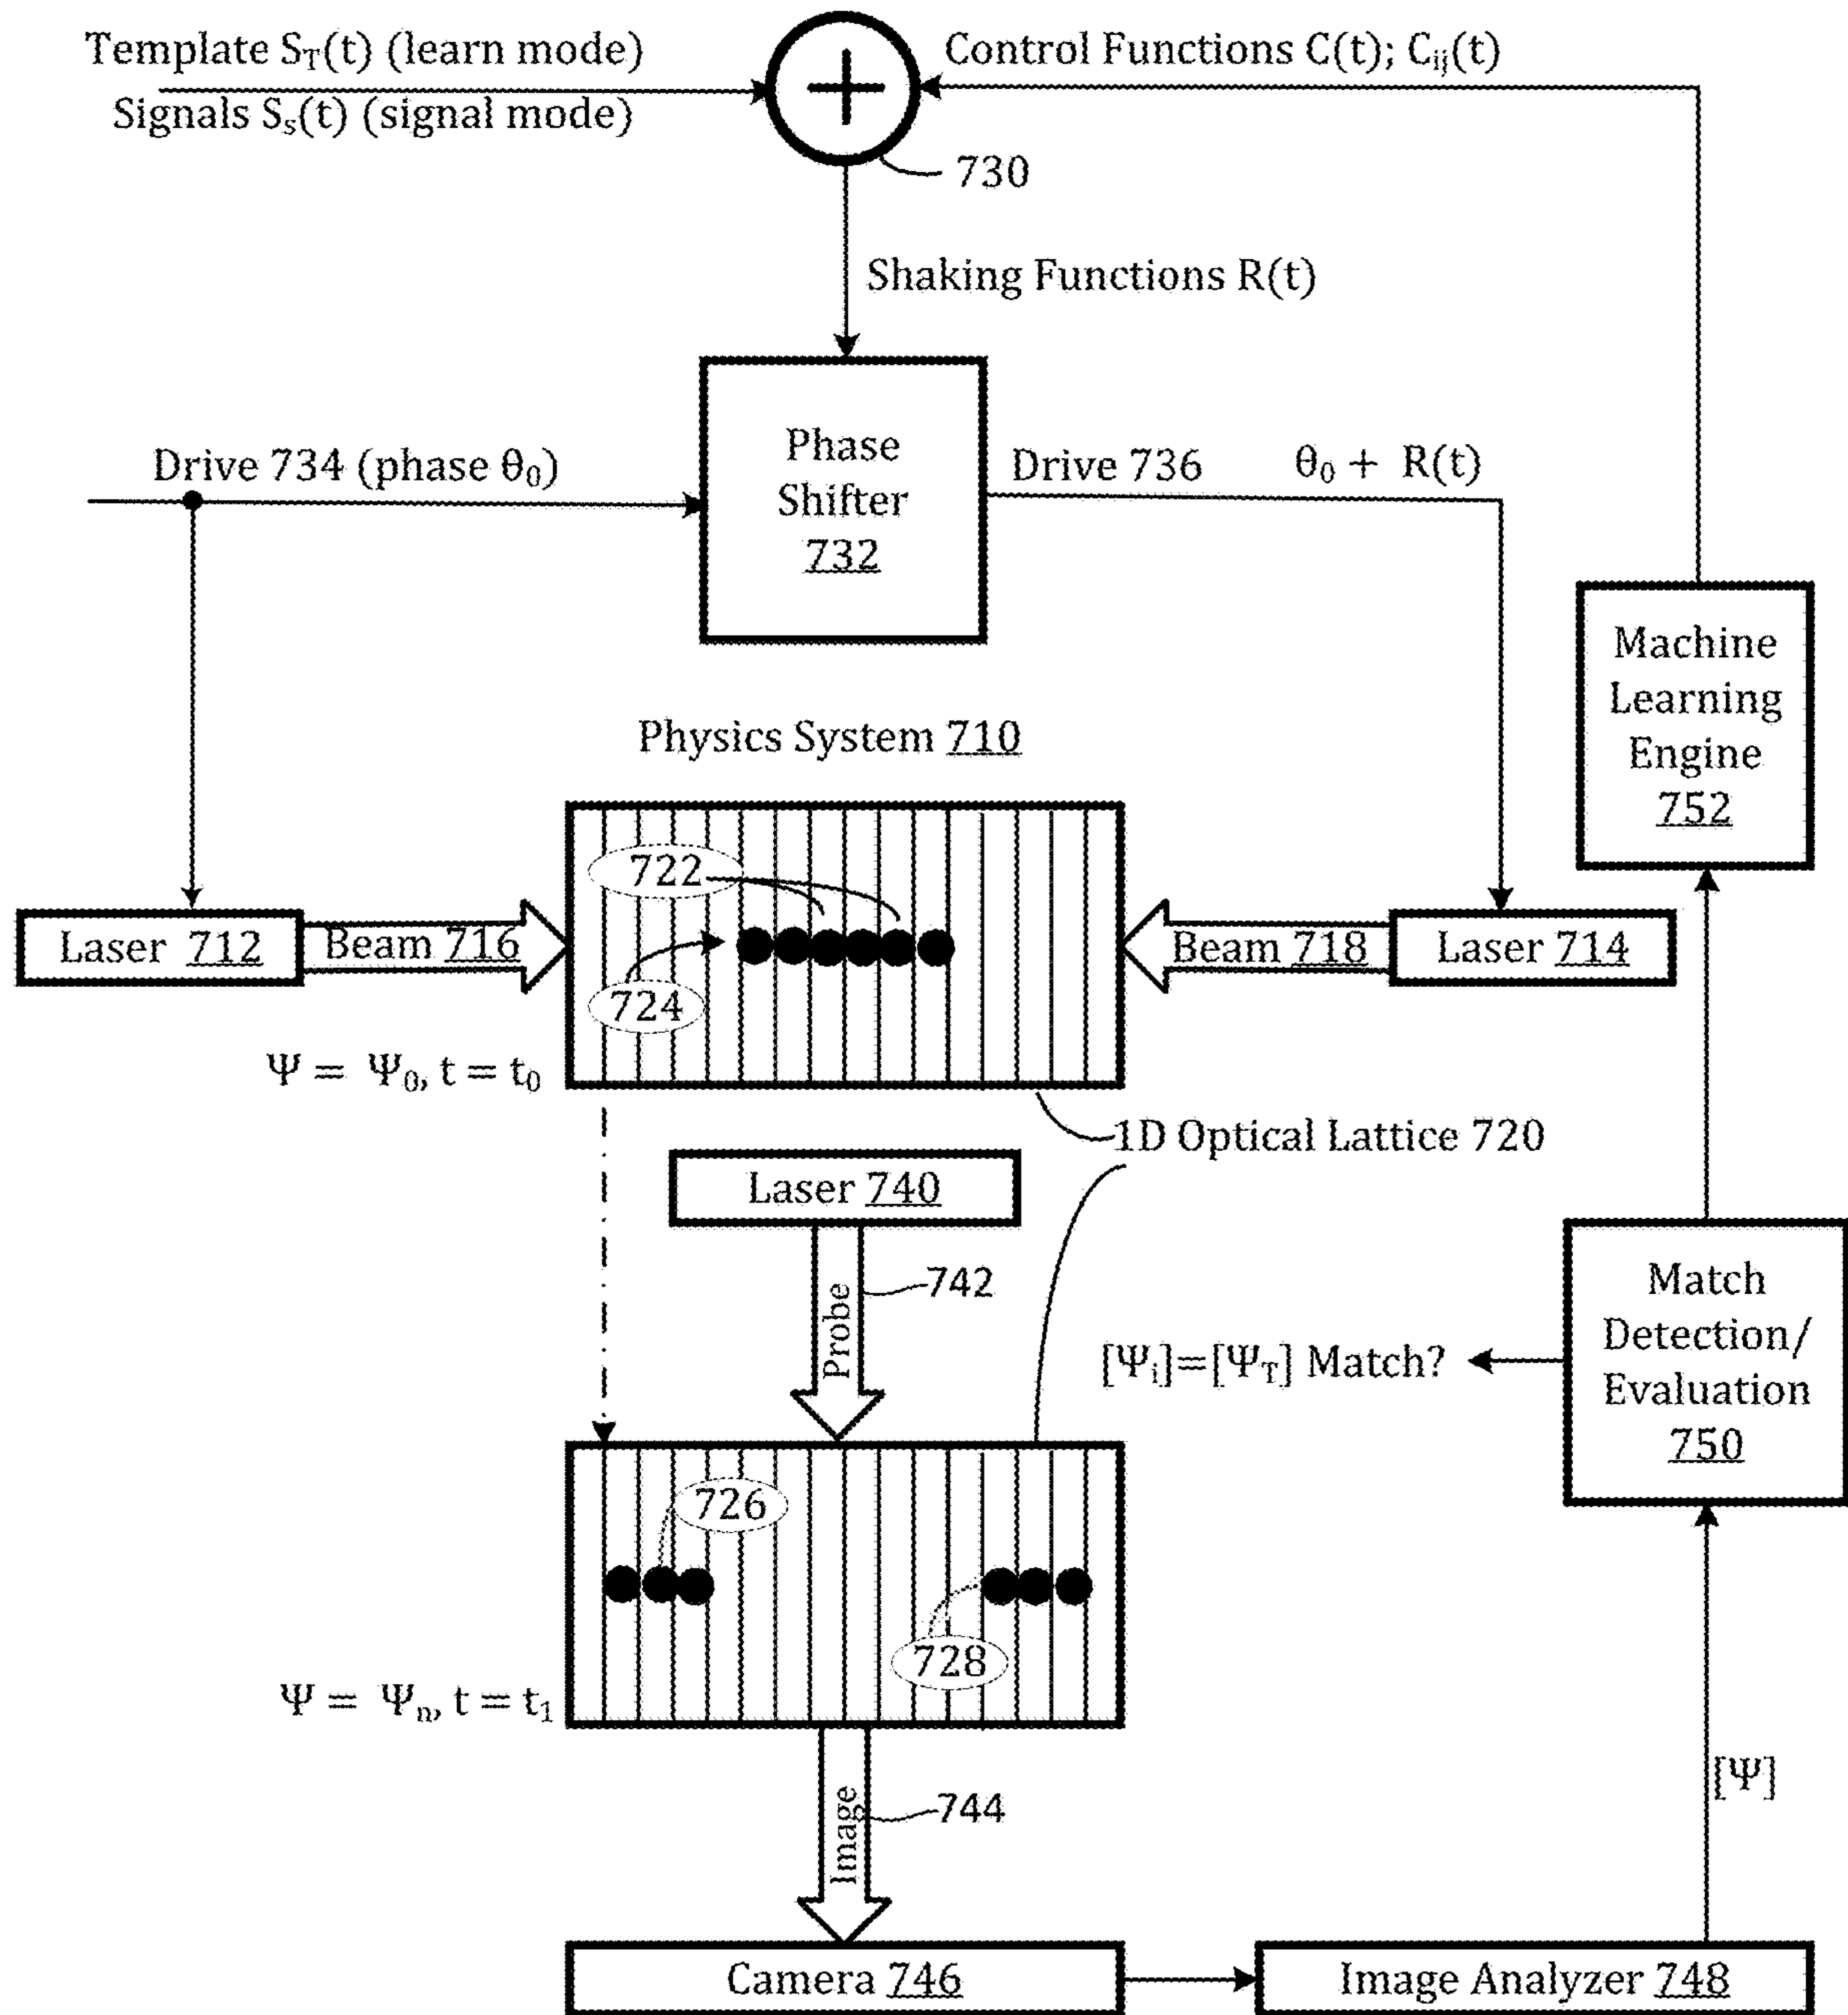 Template S_T(t) (learn mode)
Signals S_s(t) (signal mode)
+
Control Functions C(t); C_ij(t)
730
Shaking Functions R(t)
Drive 734 (phase θ₀)
Phase
Shifter
732
Drive 736 θ₀ + R(t)
Machine
Learning
Engine
752
Physics System 710
722
724
Laser 712
Beam 716
Beam 718
Laser 714
Ψ = Ψ₀, t = t₀
1D Optical Lattice 720
Laser 740
Probe
742
Match
Detection/
Evaluation
750
[Ψ_i]=[Ψ_T] Match?
726
728
Ψ = Ψ_n, t = t₁
Image
744
[Ψ]
Camera 746
Image Analyzer 748